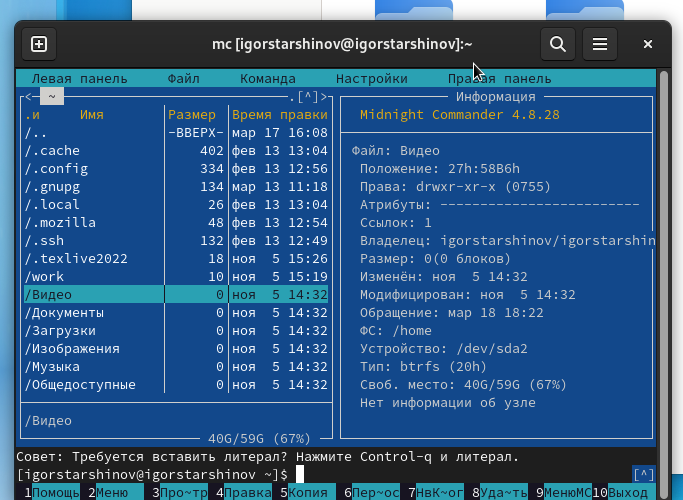 mc [igorstarshinov@igorstarshinov]:~
Левая панель Файл Команда Настройки Правая панель
<─ ~ .[^]>
.и Имя Размер Время правки
/.. -ВВЕРХ- мар 17 16:08
/.cache 402 фев 13 13:04
/.config 334 фев 13 12:56
/.gnupg 134 мар 13 11:18
/.local 26 фев 13 13:04
/.mozilla 48 фев 13 12:54
/.ssh 132 фев 13 12:49
/.texlive2022 18 ноя 5 15:26
/work 10 ноя 5 15:19
/Видео 0 ноя 5 14:32
/Документы 0 ноя 5 14:32
/Загрузки 0 ноя 5 14:32
/Изображения 0 ноя 5 14:32
/Музыка 0 ноя 5 14:32
/Общедоступные 0 ноя 5 14:32
/Видео
40G/59G (67%)
Информация
Midnight Commander 4.8.28
Файл: Видео
Положение: 27h:58B6h
Права: drwxr-xr-x (0755)
Атрибуты: -------------------------
Ссылок: 1
Владелец: igorstarshinov/igorstarshin
Размер: 0(0 блоков)
Изменён: ноя 5 14:32
Модифицирован: ноя 5 14:32
Обращение: мар 18 18:22
ФС: /home
Устройство: /dev/sda2
Тип: btrfs (20h)
Своб. место: 40G/59G (67%)
Нет информации об узле
Совет: Требуется вставить литерал? Нажмите Control-q и литерал.
[igorstarshinov@igorstarshinov ~]$ [^]
1Помощь 2Меню 3Про~тр 4Правка 5Копия 6Пер~ос 7НвК~ог 8Уда~ть 9МенюMC 10Выход